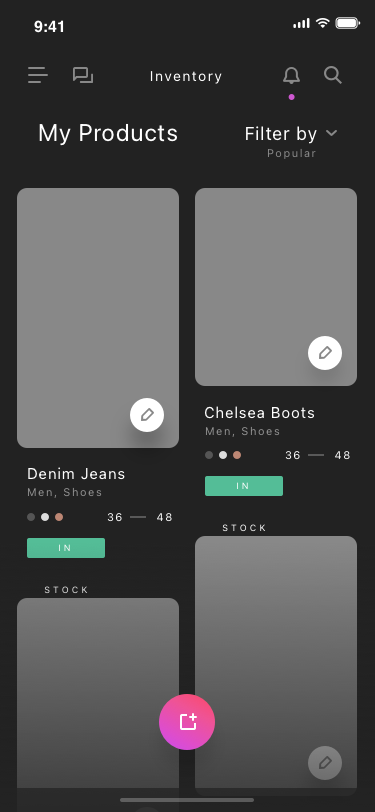 9:41
Inventory
My Products
Filter by
Popular
Denim Jeans
Men, Shoes
36 — 48
IN
STOCK
Chelsea Boots
Men, Shoes
36 — 48
IN
STOCK